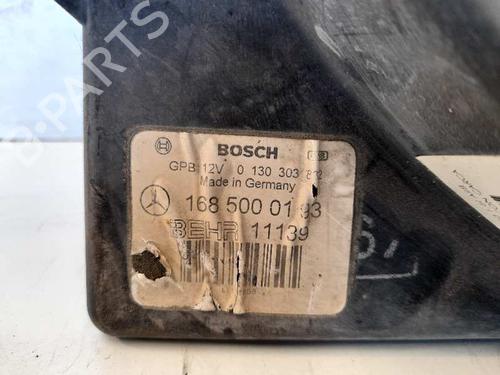 BOSCH
GPB 12V 0 130 303
Made in Germany
168 500 01 93
BEHR 11139
B-PARTS